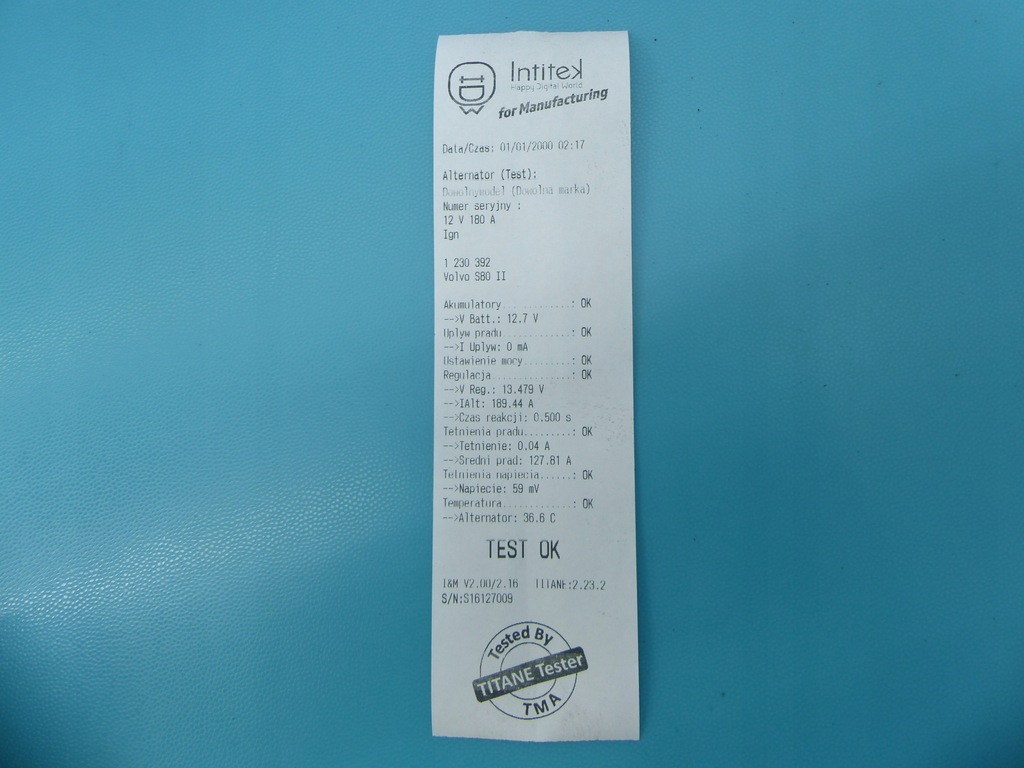 Intitek
Happy Digital World
for Manufacturing
Data/Czas: 01/01/2000 02:17
Alternator (Test):
Dowolnymodel (Dowolna marka)
Numer seryjny :
12 V 180 A
Ign
1 230 392
Volvo S80 II
Akumulatory............: OK
-->V Batt.: 12.7 V
Uplyw pradu............: OK
-->I Uplyw: 0 mA
Ustawienie mocy........: OK
Regulacja..............: OK
-->V Reg.: 13.479 V
-->IAlt: 189.44 A
-->Czas reakcji: 0.500 s
Tetnienia pradu.........: OK
-->Tetnienie: 0.04 A
-->Sredni prad: 127.81 A
Tetnienia napiecia......: OK
-->Napiecie: 59 mV
Temperatura............: OK
-->Alternator: 36.6 C
TEST OK
I&M V2.00/2.16 TITANE:2.23.2
S/N:S16127009
Tested By
TITANE Tester
TMA